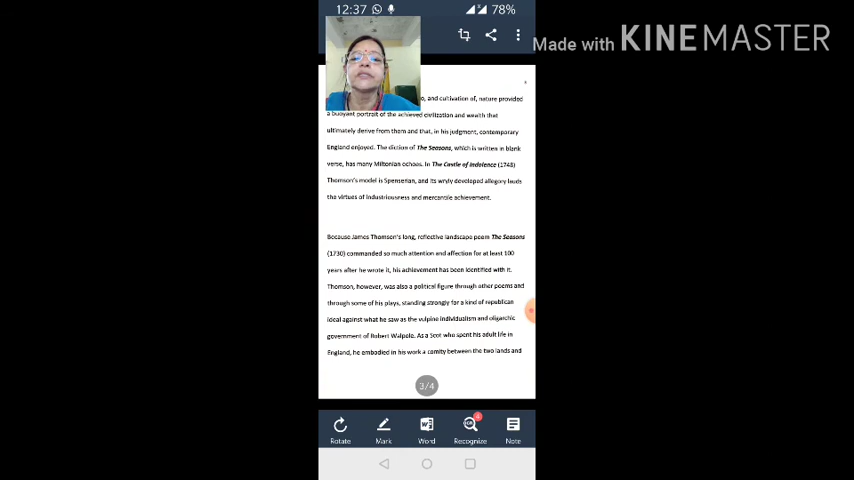 12:37
78%
Made with KINEMASTER
o, and cultivation of, nature provided
a buoyant portrait of the achieved civilization and wealth that
ultimately derive from them and that, in his judgment, contemporary
England enjoyed. The diction of The Seasons, which is written in blank
verse, has many Miltonian echoes. In The Castle of Indolence (1748)
Thomson's model is Spenserian, and its wryly developed allegory lauds
the virtues of industriousness and mercantile achievement.
Because James Thomson's long, reflective landscape poem The Seasons
(1730) commanded so much attention and affection for at least 100
years after he wrote it, his achievement has been identified with it.
Thomson, however, was also a political figure through other poems and
through some of his plays, standing strongly for a kind of republican
ideal against what he saw as the vulpine individualism and oligarchic
government of Robert Walpole. As a Scot who spent his adult life in
England, he embodied in his work a comity between the two lands and
3/4
4
Rotate Mark Word Recognize Note